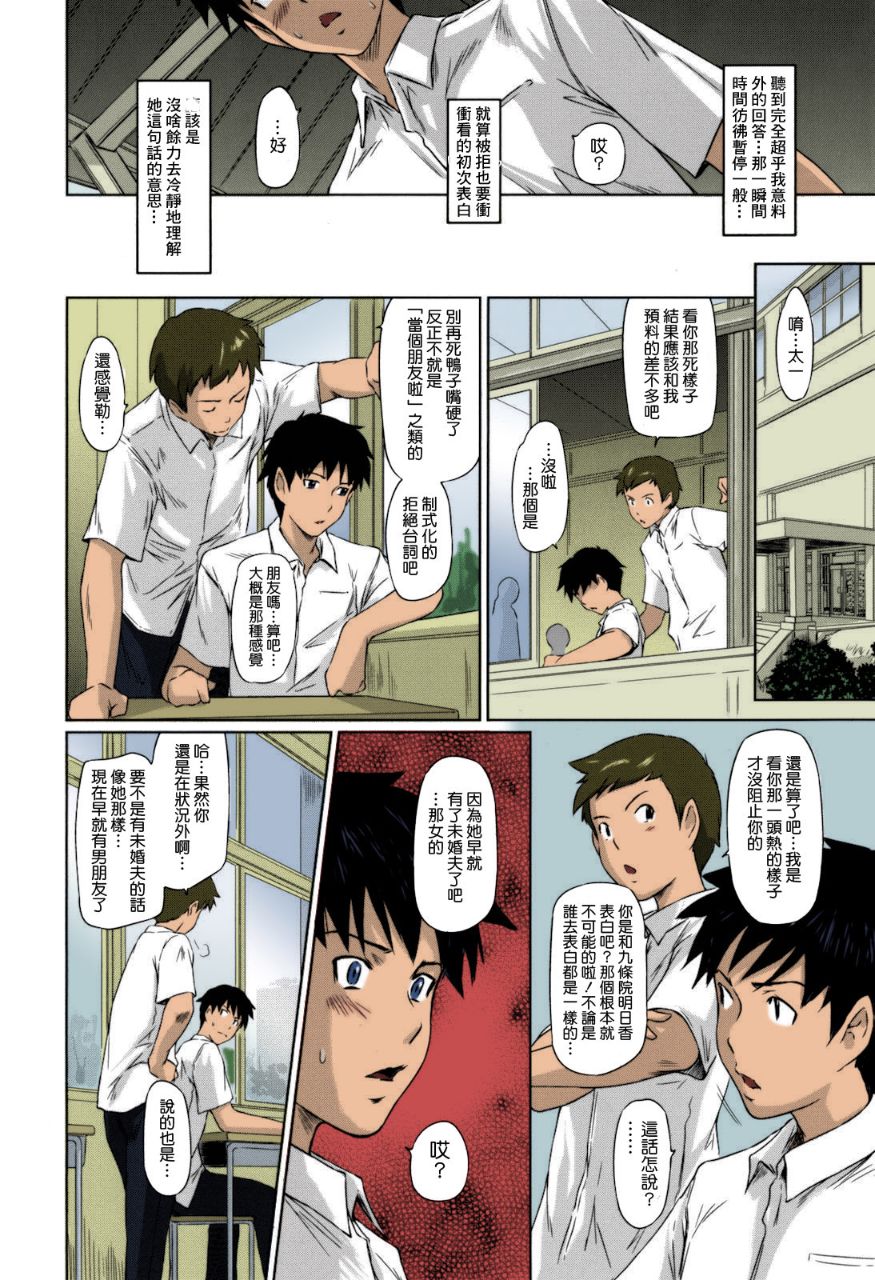 聽到完全超乎我意料
外的回答…那一瞬間
時間彷彿暫停一般…
哎？
就算被拒也要衝
衝看的初次表白
…好
該是
沒啥餘力去冷靜地理解
她這句話的意思…
唷…太一
看你那死樣子
結果應該和我
預料的差不多吧
…沒啦
…那個是
別再死鴨子嘴硬了
反正不就是
「當個朋友啦」之類的
制式化的
拒絕台詞吧
還感覺勒…
朋友嗎…算吧…
大概是那種感覺
還是算了吧…我是
看你那一頭熱的樣子
才沒阻止你的
你是和九條院明日香
表白吧？那個根本就
不可能的啦！不論是
誰去表白都是一樣的…
這話怎說？
……
因為她早就
有了未婚夫了吧
…那女的
哎？
哈…果然你
還是在狀況外啊…
要不是有未婚夫的話
像她那樣…
現在早就有男朋友了
說的也是…